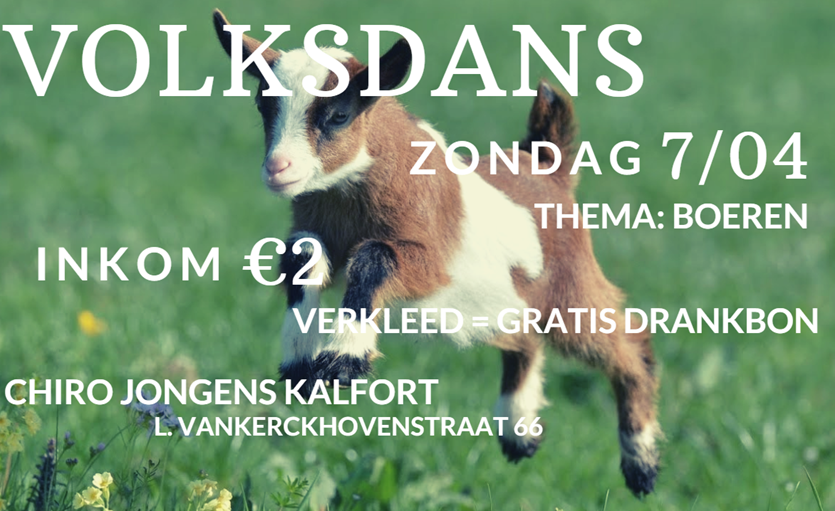 VOLKSDANS
ZONDAG 7/04
THEMA: BOEREN
INKOM €2
VERKLEED = GRATIS DRANKBON
CHIRO JONGENS KALFORT
L. VANKERCKHOVENSTRAAT 66